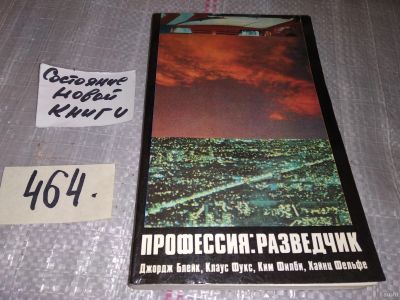 Состояние
новой
книги
464.
ПРОФЕССИЯ: РАЗВЕДЧИК
Джордж Блейк, Клаус Фукс, Ким Филби, Хайнц Фельфе